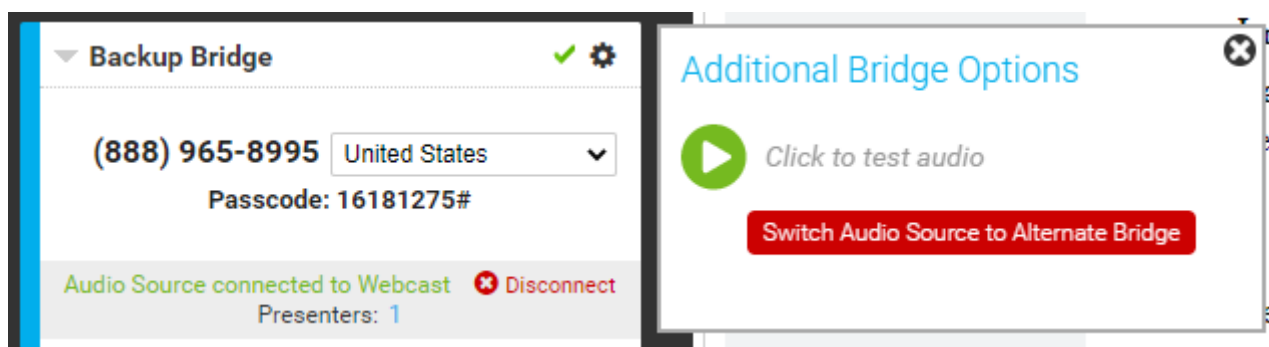 Backup Bridge
(888) 965-8995 United States
Passcode: 16181275#
Audio Source connected to Webcast Disconnect
Presenters: 1
Additional Bridge Options
Click to test audio
Switch Audio Source to Alternate Bridge